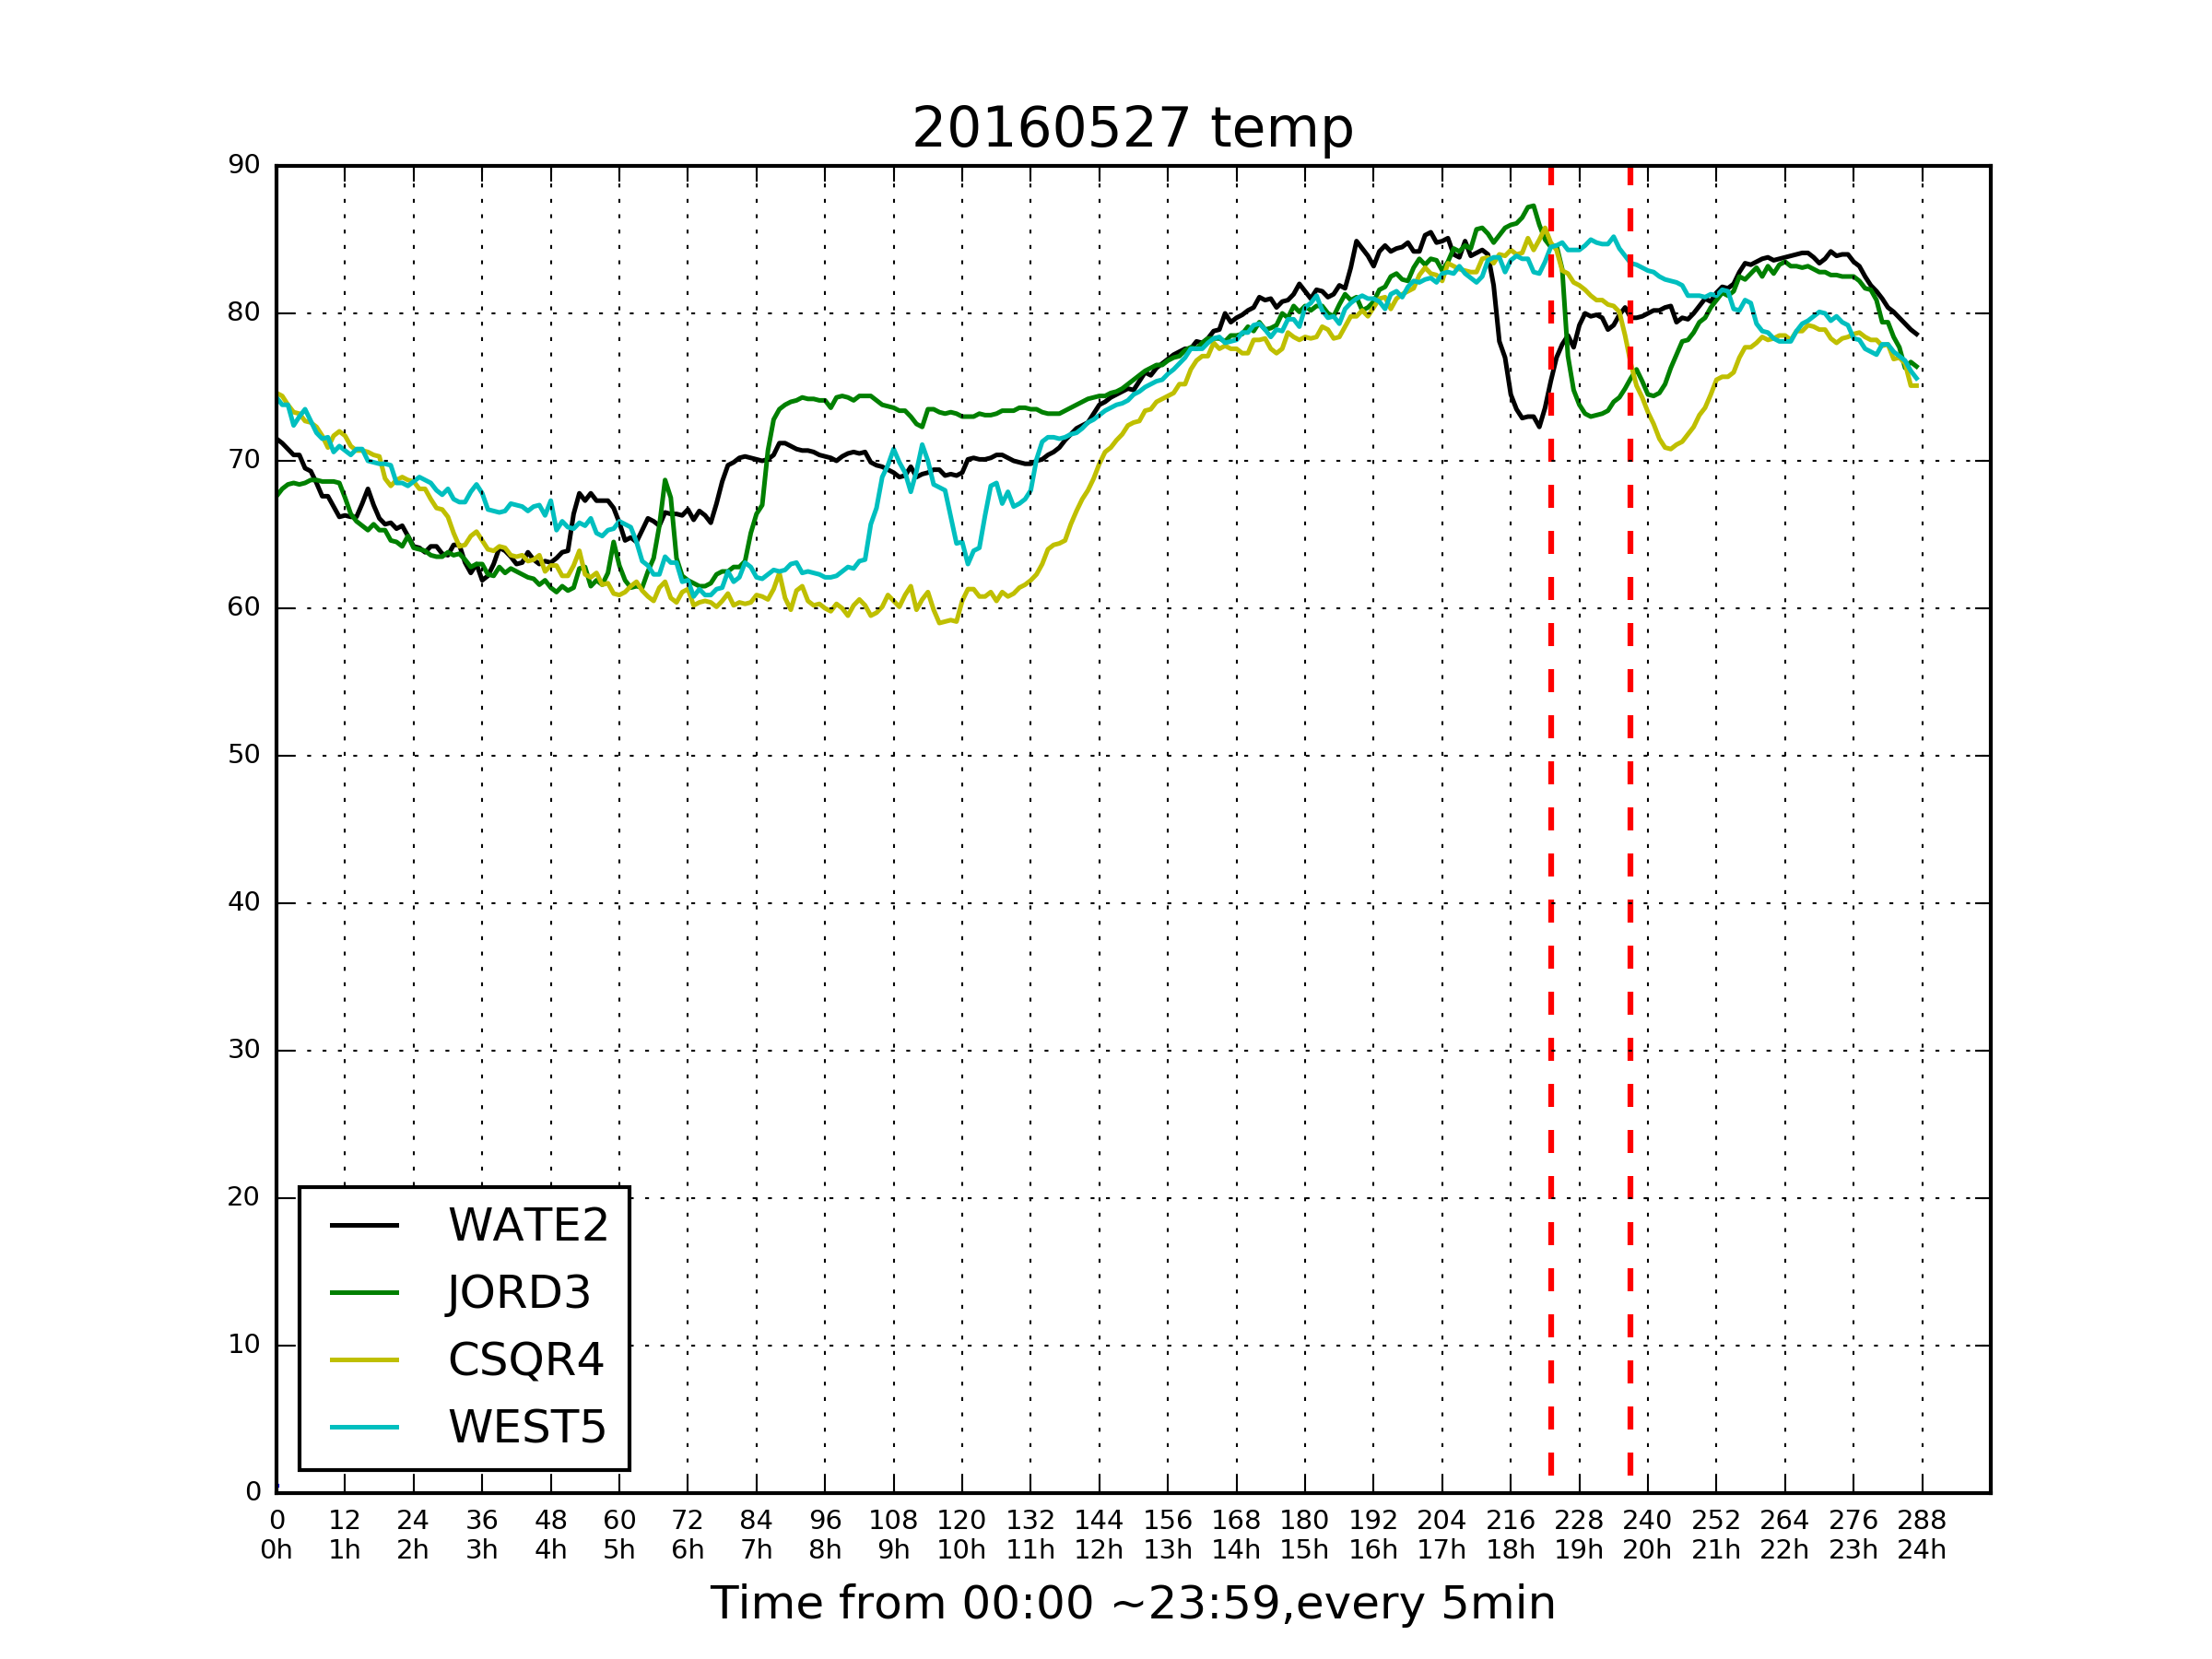 20160527 temp
90
80
70
60
50
40
30
20
10
0
WATE2
JORD3
CSQR4
WEST5
0 12 24 36 48 60 72 84 96 108 120 132 144 156 168 180 192 204 216 228 240 252 264 276 288
0h 1h 2h 3h 4h 5h 6h 7h 8h 9h 10h 11h 12h 13h 14h 15h 16h 17h 18h 19h 20h 21h 22h 23h 24h
Time from 00:00 ~23:59,every 5min